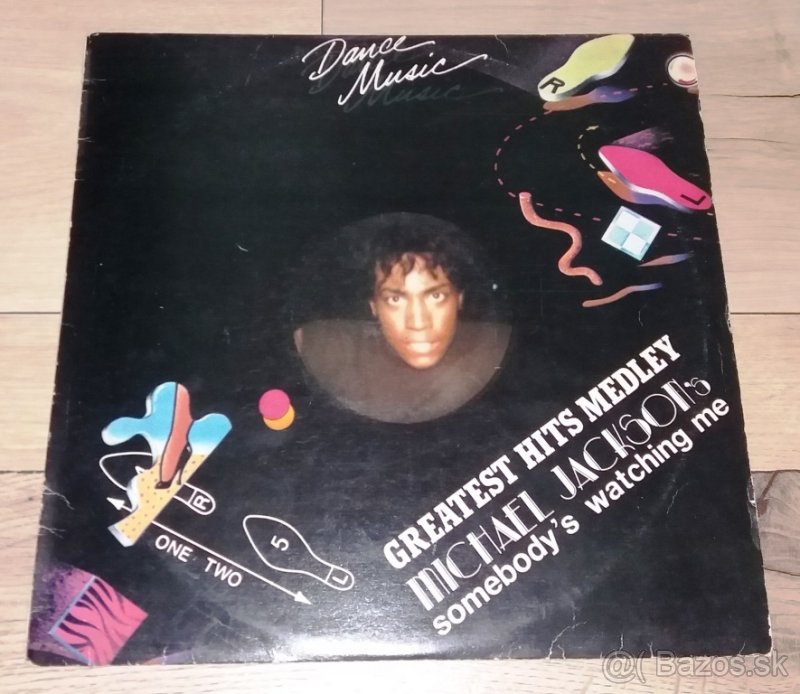 Dance
Music
R
L
GREATEST HITS MEDLEY
MICHAEL JACKSON's
somebody's watching me
R
ONE TWO
5
L
@( Bazos.sk